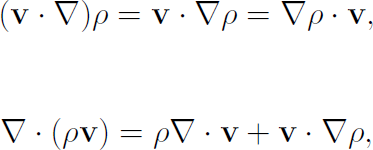 (𝐯 · ∇)ρ = 𝐯 · ∇ρ = ∇ρ · 𝐯,
∇ · (ρ𝐯) = ρ∇ · 𝐯 + 𝐯 · ∇ρ,